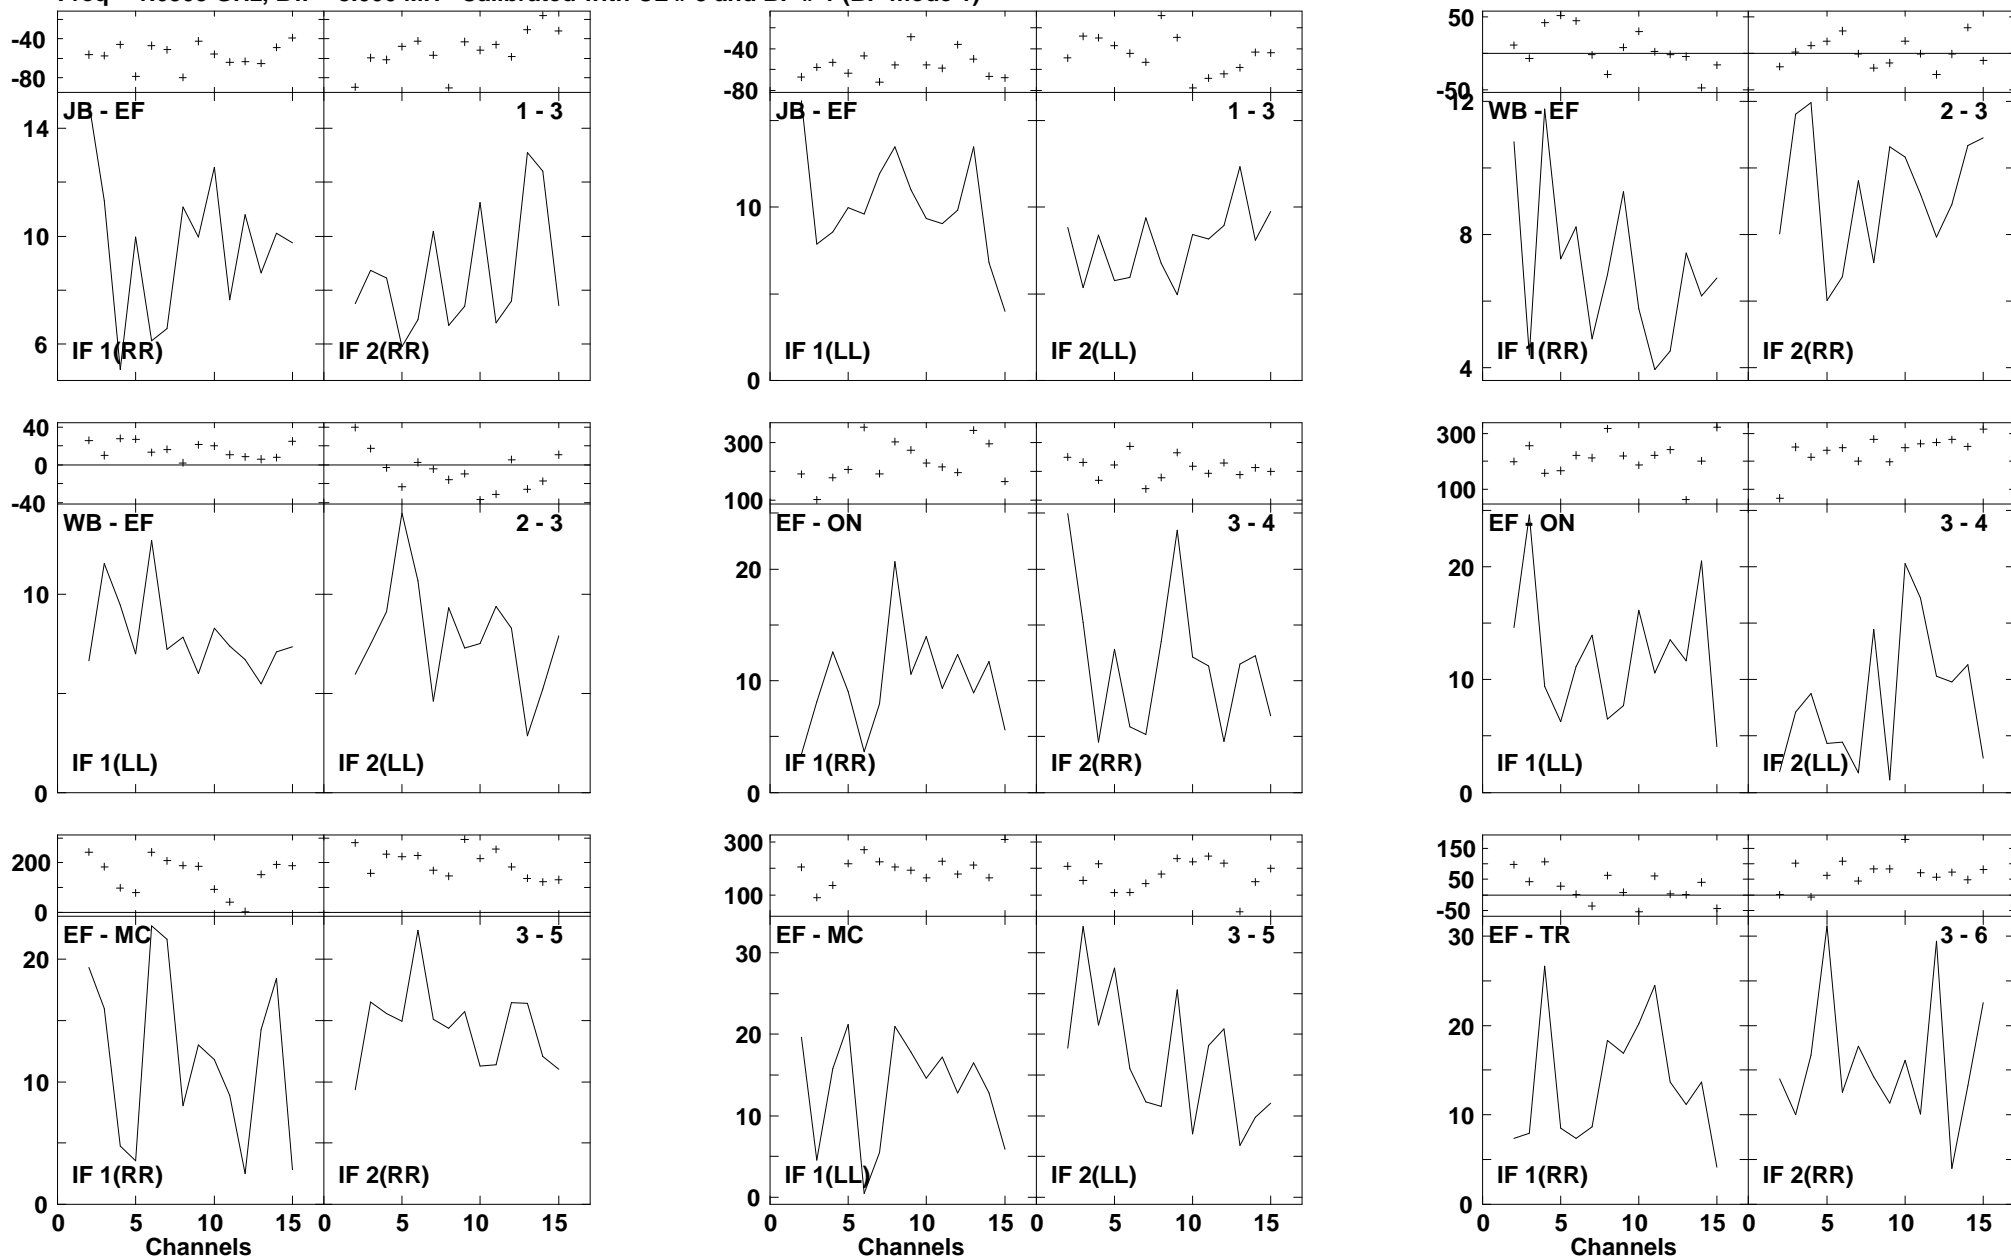 -40
-80
JB - EF 1 - 3
14
10
6
IF 1(RR) IF 2(RR)
-40
-80
JB - EF 1 - 3
10
0
IF 1(LL) IF 2(LL)
50
-50
WB - EF 2 - 3
12
8
4
IF 1(RR) IF 2(RR)
40
0
-40
WB - EF 2 - 3
10
0
IF 1(LL) IF 2(LL)
300
100
EF - ON 3 - 4
20
10
0
IF 1(RR) IF 2(RR)
300
100
EF - ON 3 - 4
20
10
0
IF 1(LL) IF 2(LL)
200
0
EF - MC 3 - 5
20
10
0
IF 1(RR) IF 2(RR)
0 5 10 15 0 5 10 15
Channels
300
100
EF - MC 3 - 5
30
20
10
0
IF 1(LL) IF 2(LL)
0 5 10 15 0 5 10 15
Channels
150
50
-50
EF - TR 3 - 6
30
20
10
0
IF 1(RR) IF 2(RR)
0 5 10 15 0 5 10 15
Channels